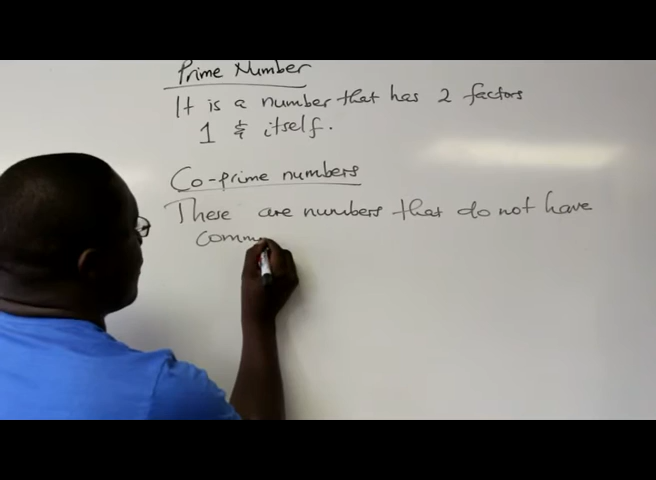 Prime Number
It is a number that has 2 factors
1 & itself.
Co-prime numbers
These are numbers that do not have